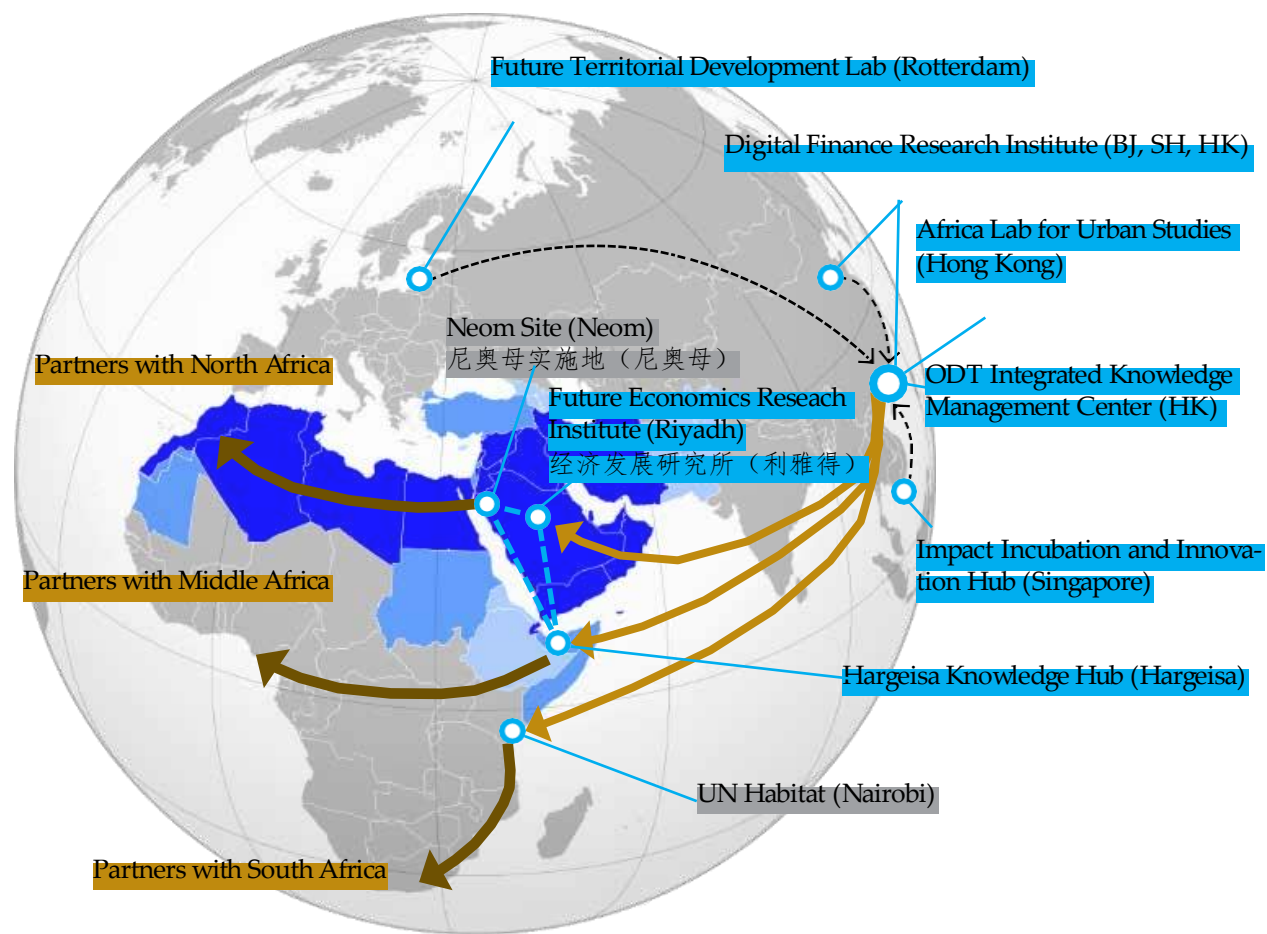 Future Territorial Development Lab (Rotterdam)
Digital Finance Research Institute (BJ, SH, HK)
Africa Lab for Urban Studies
(Hong Kong)
Neom Site (Neom)
尼奥母实施地（尼奥母）
Partners with North Africa
ODT Integrated Knowledge
Management Center (HK)
Future Economics Reseach
Institute (Riyadh)
经济发展研究所（利雅得）
Impact Incubation and Innova-
tion Hub (Singapore)
Partners with Middle Africa
Hargeisa Knowledge Hub (Hargeisa)
UN Habitat (Nairobi)
Partners with South Africa